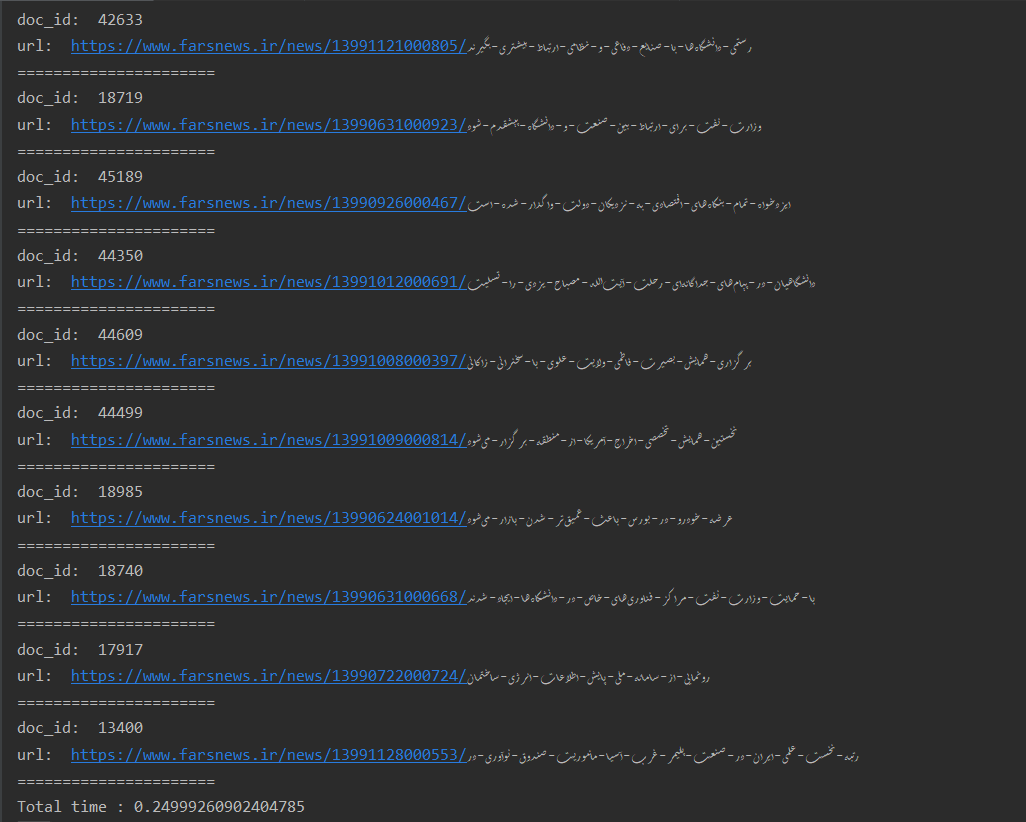 doc_id:  42633
url:  https://www.farsnews.ir/news/13991121000805/رستمی-دانشگاه‌ها-با-صنایع-دفاعی-و-نظامی-ارتباط-بیشتری-بگیرند
======================
doc_id:  18719
url:  https://www.farsnews.ir/news/13990631000923/وزارت-نفت-برای-ارتباط-بین-صنعت-و-دانشگاه-پیشقدم-شود
======================
doc_id:  45189
url:  https://www.farsnews.ir/news/13990926000467/ایزدخواه-تمام-بنگاه‌های-اقتصادی-به-نزدیکان-دولت-واگذار-شده-است
======================
doc_id:  44350
url:  https://www.farsnews.ir/news/13991012000691/دانشگاهیان-در-پیام‌های-جداگانه‌ای-رحلت-آیت‌الله-مصباح-یزدی-را-تسلیت
======================
doc_id:  44609
url:  https://www.farsnews.ir/news/13991008000397/برگزاری-همایش-بصیرت-فاطمی-ولایت-علوی-با-سخنرانی-زاکانی
======================
doc_id:  44499
url:  https://www.farsnews.ir/news/13991009000814/نخستین-همایش-تخصصی-اخراج-آمریکا-از-منطقه-برگزار-می‌شود
======================
doc_id:  18985
url:  https://www.farsnews.ir/news/13990624001014/عرضه-خودرو-در-بورس-باعث-عمیق‌تر-شدن-بازار-می‌شود
======================
doc_id:  18740
url:  https://www.farsnews.ir/news/13990631000668/با-حمایت-وزارت-نفت-مراکز-فناوری‌های-خاص-در-دانشگاه‌ها-ایجاد-شدند
======================
doc_id:  17917
url:  https://www.farsnews.ir/news/13990722000724/رونمایی-از-سامانه-ملی-پایش-اطلاعات-انرژی-ساختمان
======================
doc_id:  13400
url:  https://www.farsnews.ir/news/13991128000553/رتبه-نخست-علمی-ایران-در-صنعت-پلیمر-غرب-آسیا-ماموریت-صندوق-نوآوری-در
======================
Total time : 0.24999260902404785